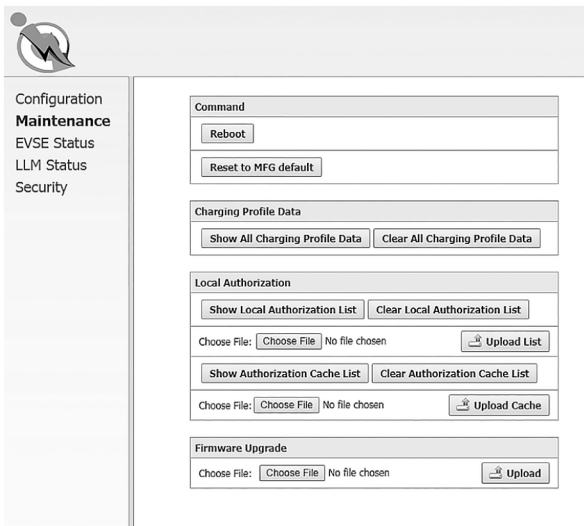 Configuration
Maintenance
EVSE Status
LLM Status
Security
Command
Reboot
Reset to MFG default
Charging Profile Data
Show All Charging Profile Data Clear All Charging Profile Data
Local Authorization
Show Local Authorization List Clear Local Authorization List
Choose File: Choose File No file chosen Upload List
Show Authorization Cache List Clear Authorization Cache List
Choose File: Choose File No file chosen Upload Cache
Firmware Upgrade
Choose File: Choose File No file chosen Upload